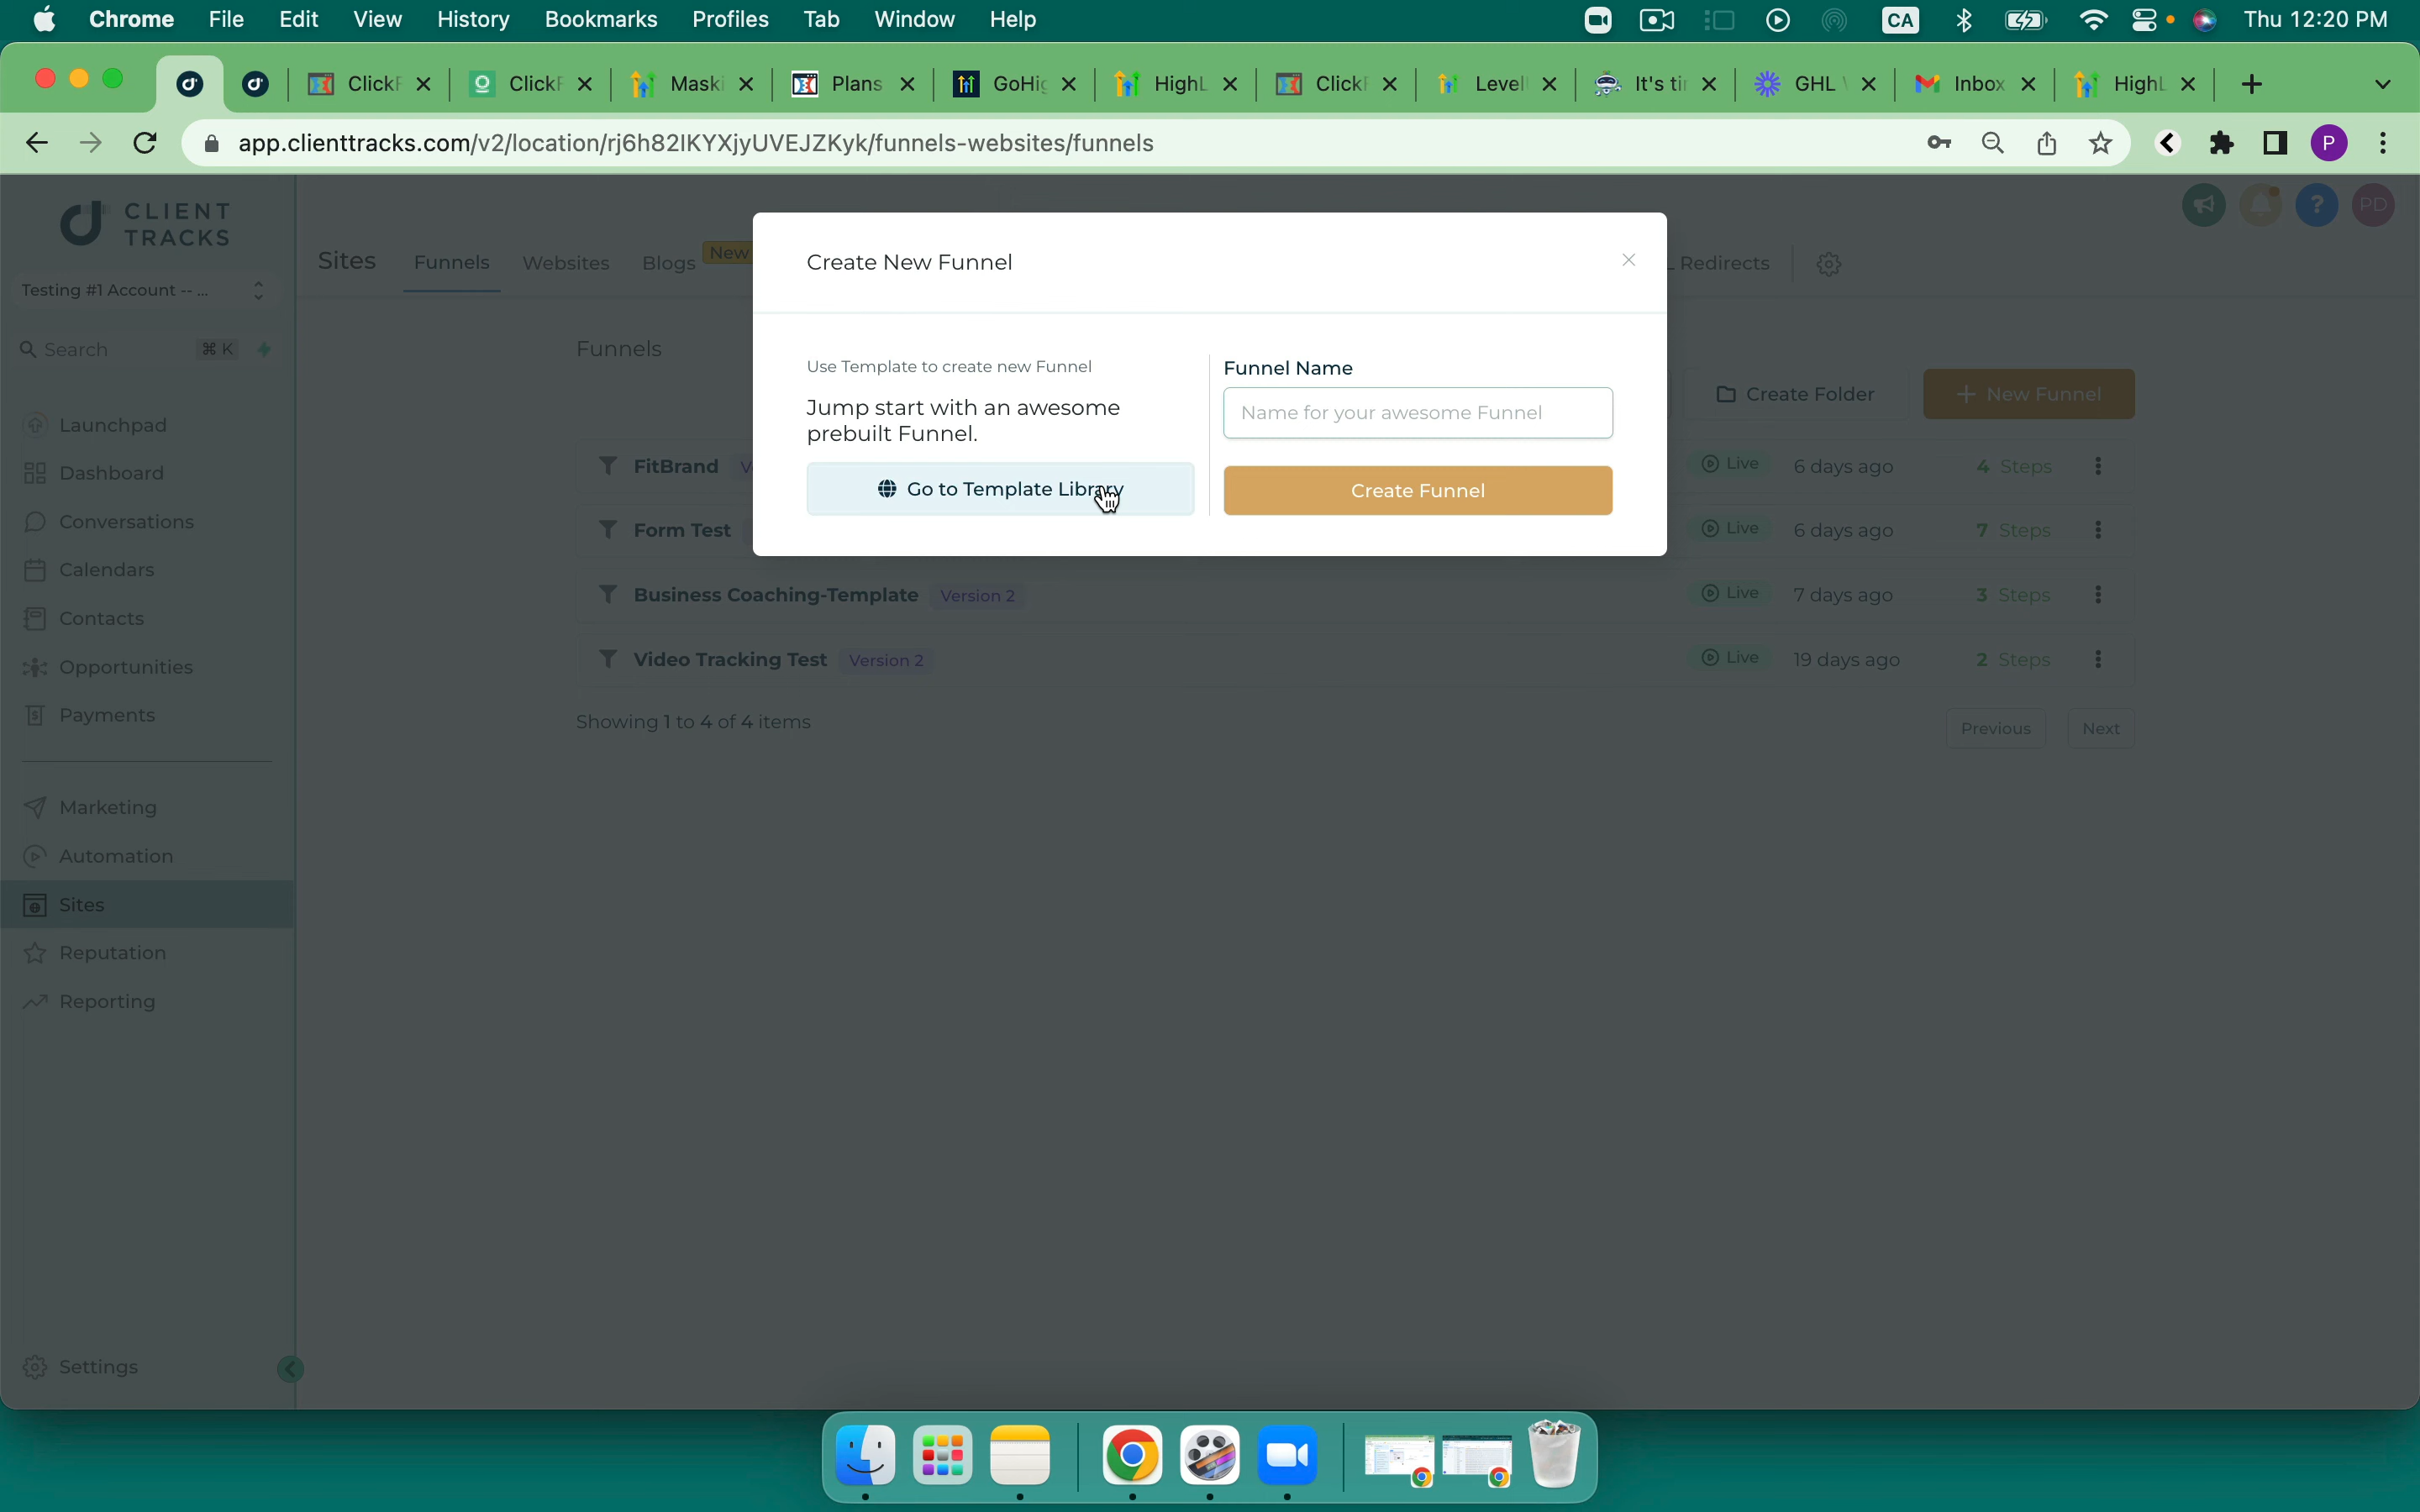 Chrome File Edit View History Bookmarks Profiles Tab Window Help CA Thu 12:20 PM
ClickF ClickF Maski Plans GoHig HighL ClickF Level It's tir GHL Inbox HighL
app.clienttracks.com/v2/location/rj6h82IKYXjyUVEJZKyk/funnels-websites/funnels P
CLIENT
TRACKS
Testing #1 Account -- ...
Search ⌘ K
Launchpad
Dashboard
Conversations
Calendars
Contacts
Opportunities
Payments
Marketing
Automation
Sites
Reputation
Reporting
Settings
? PD
Sites Funnels Websites Blogs New Redirects
Funnels
Create Folder
+ New Funnel
Create New Funnel
Use Template to create new Funnel
Jump start with an awesome
prebuilt Funnel.
Go to Template Library
Funnel Name
Name for your awesome Funnel
Create Funnel
FitBrand Live 6 days ago 4 Steps
Form Test Live 6 days ago 7 Steps
Business Coaching-Template Version 2 Live 7 days ago 3 Steps
Video Tracking Test Version 2 Live 19 days ago 2 Steps
Showing 1 to 4 of 4 items
Previous Next